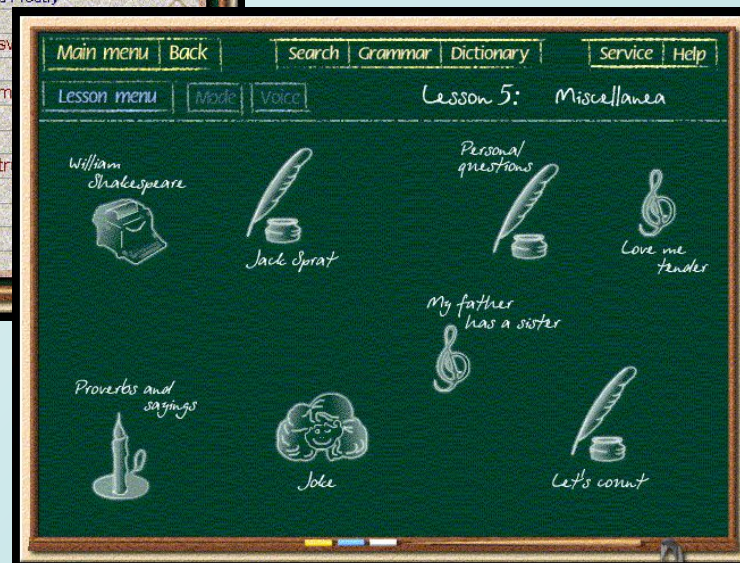 Main menu Back Search Grammar Dictionary Service Help
Lesson menu Mode Voice Lesson 5: Miscellanea
William
Shakespeare
Jack Sprat
Personal
questions
Love me
tender
My father
has a sister
Proverbs and
sayings
Joke
Let's count